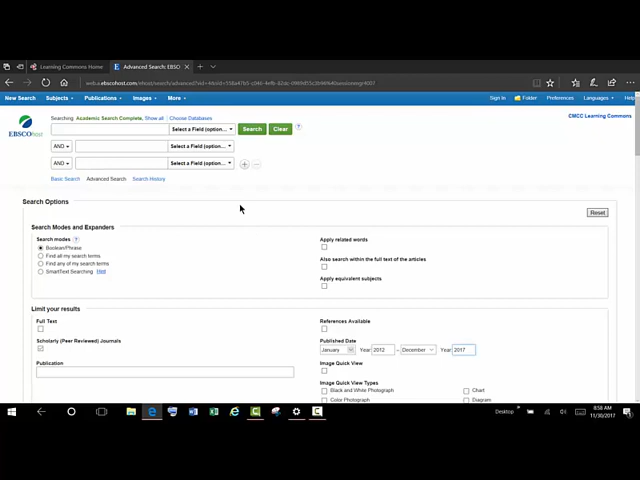 Learning Commons Home
Advanced Search: EBSC
New Search Subjects Publications Images More Sign In Folder Preferences Languages Help
EBSCOhost
Searching: Academic Search Complete, Show all Choose Databases
CMCC Learning Commons
Select a Field (option... Search Clear ?
AND Select a Field (option...
AND Select a Field (option...
Basic Search Advanced Search Search History
Search Options
Reset
Search Modes and Expanders
Search modes ?
Boolean/Phrase
Find all my search terms
Find any of my search terms
SmartText Searching Hint
Apply related words
Also search within the full text of the articles
Apply equivalent subjects
Limit your results
Full Text
References Available
Scholarly (Peer Reviewed) Journals
Published Date
January Year 2012 – December Year 2017
Publication
Image Quick View
Image Quick View Types
Black and White Photograph Chart
Color Photograph Diagram
Desktop
8:58 AM
11/30/2017